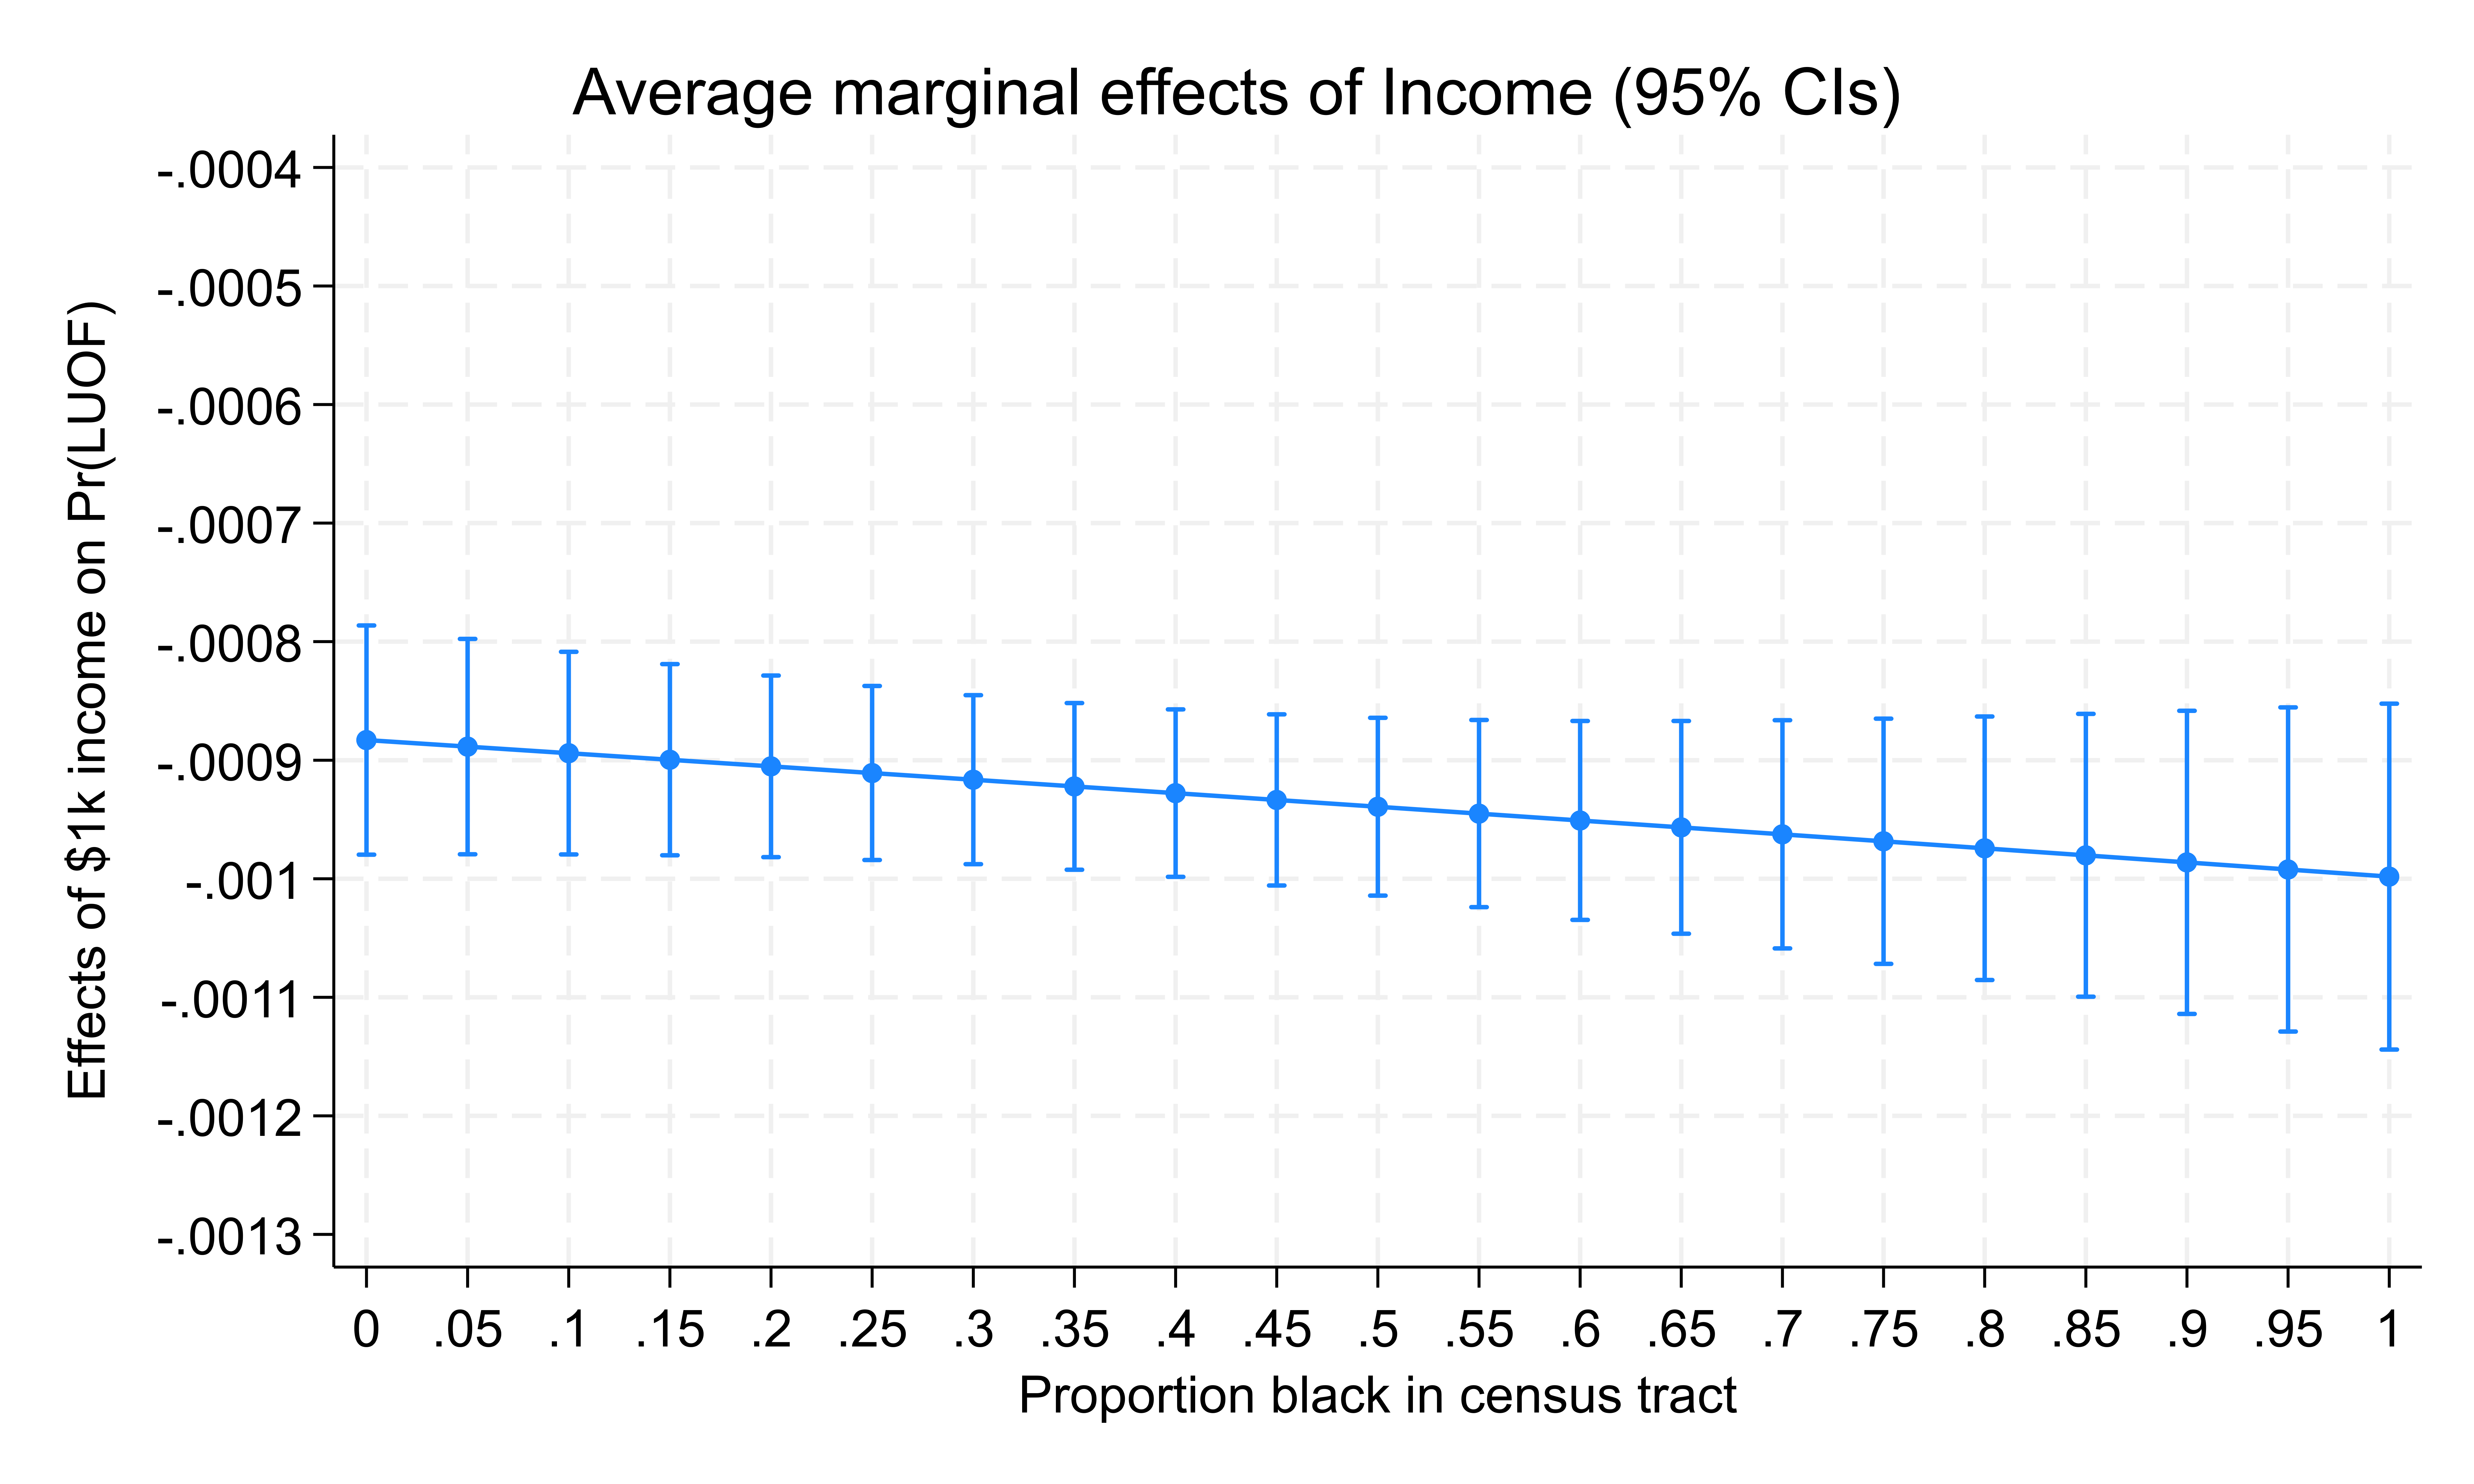 Average marginal effects of Income (95% CIs)
Effects of $1k income on Pr(LUOF)
-.0004
-.0005
-.0006
-.0007
-.0008
-.0009
-.001
-.0011
-.0012
-.0013
0 .05 .1 .15 .2 .25 .3 .35 .4 .45 .5 .55 .6 .65 .7 .75 .8 .85 .9 .95 1
Proportion black in census tract